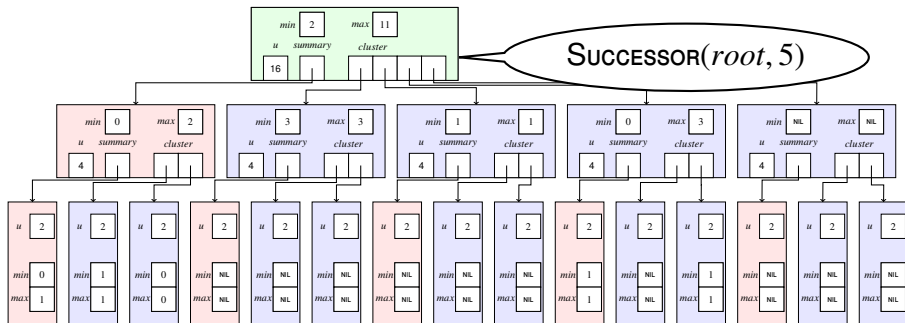 min 2 max 11
u summary cluster
16
SUCCESSOR(root, 5)
min 0 max 2 min 3 max 3 min 1 max 1 min 0 max 3 min NIL max NIL
u summary cluster u summary cluster u summary cluster u summary cluster u summary cluster
4 4 4 4 4
u 2 u 2 u 2 u 2 u 2 u 2 u 2 u 2 u 2 u 2 u 2 u 2 u 2 u 2 u 2
min 0 min 1 min 0 min NIL min NIL min NIL min NIL min NIL min NIL min 1 min NIL min 1 min NIL min NIL min NIL
max 1 max 1 max 0 max NIL max NIL max NIL max NIL max NIL max NIL max 1 max NIL max 1 max NIL max NIL max NIL